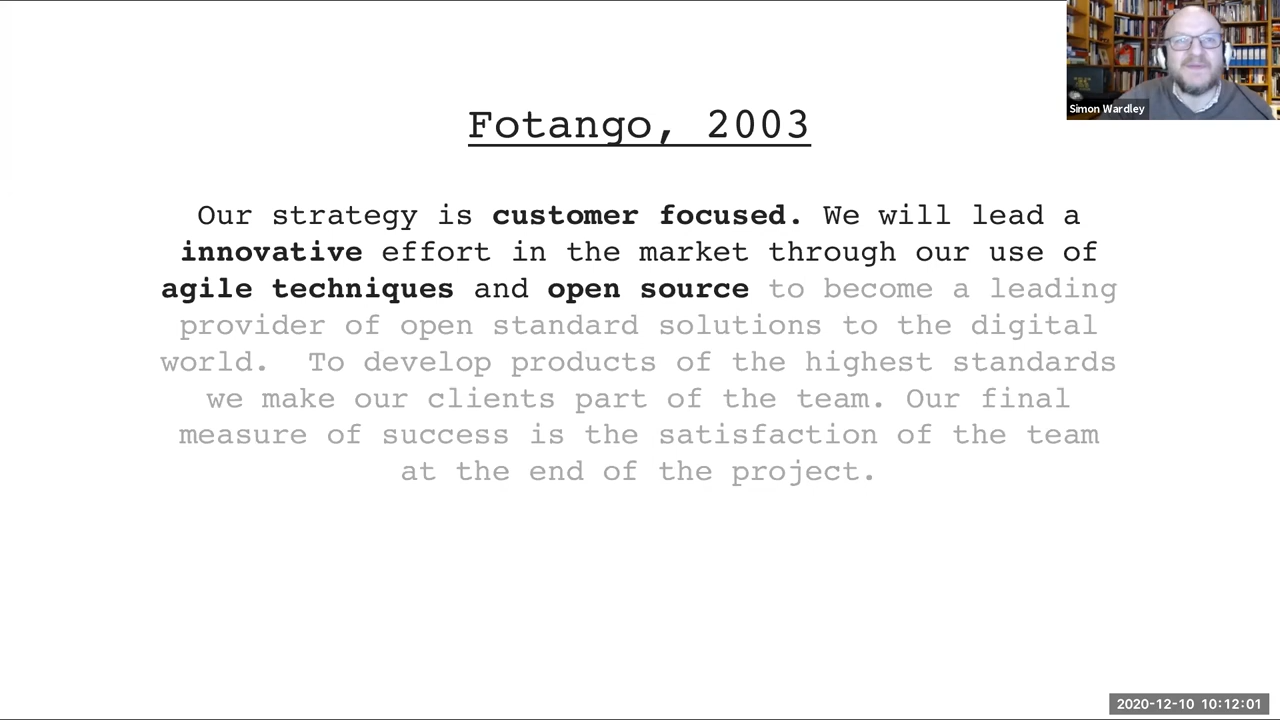 Simon Wardley
Fotango, 2003
Our strategy is customer focused. We will lead a
innovative effort in the market through our use of
agile techniques and open source to become a leading
provider of open standard solutions to the digital
world.  To develop products of the highest standards
we make our clients part of the team. Our final
measure of success is the satisfaction of the team
at the end of the project.
2020-12-10 10:12:01